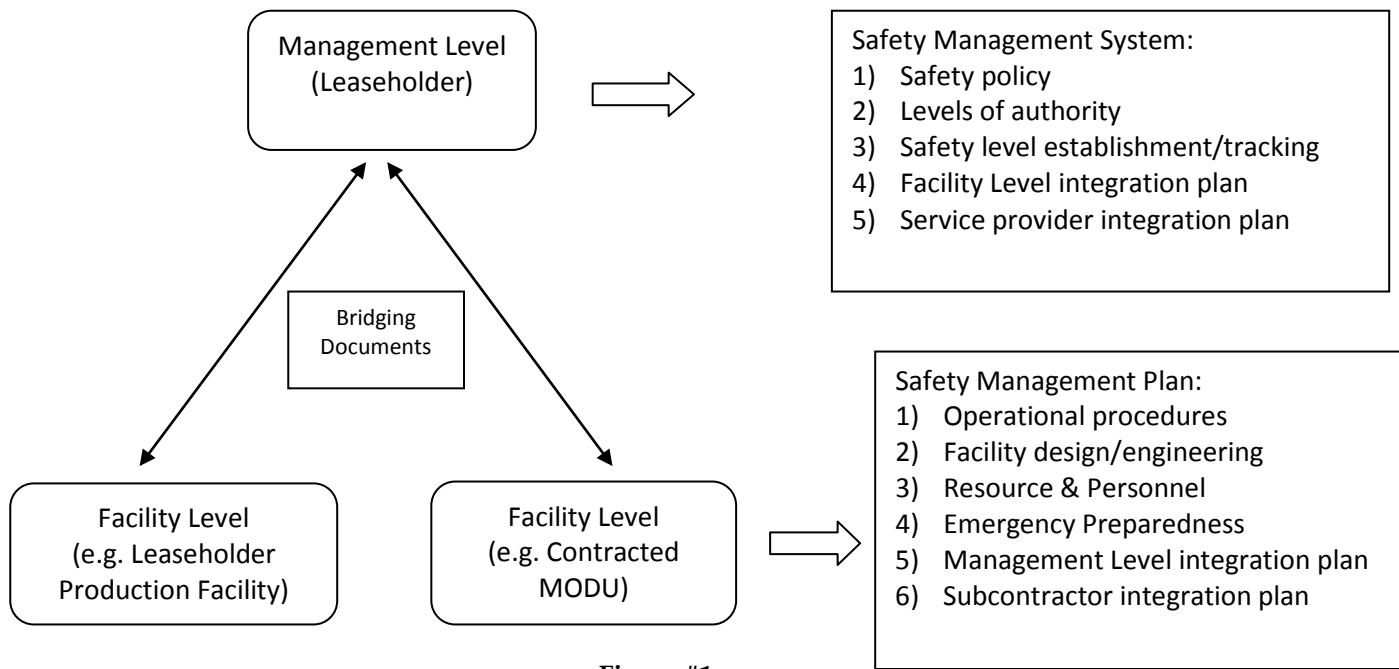 Management Level
(Leaseholder)
Safety Management System:
1) Safety policy
2) Levels of authority
3) Safety level establishment/tracking
4) Facility Level integration plan
5) Service provider integration plan
Bridging
Documents
Facility Level
(e.g. Leaseholder
Production Facility)
Facility Level
(e.g. Contracted
MODU)
Safety Management Plan:
1) Operational procedures
2) Facility design/engineering
3) Resource & Personnel
4) Emergency Preparedness
5) Management Level integration plan
6) Subcontractor integration plan